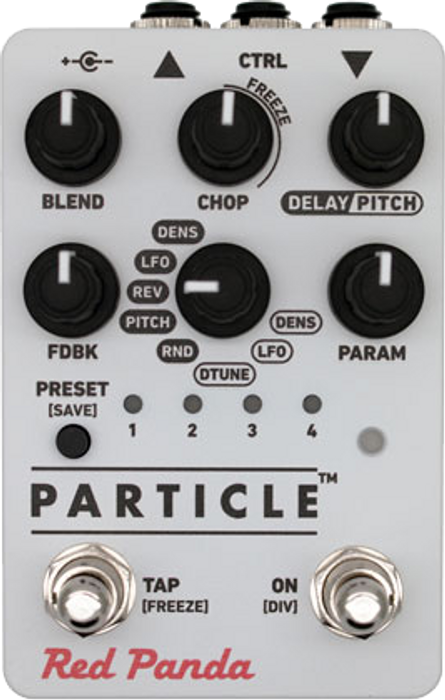 CTRL
FREEZE
BLEND
CHOP
DELAY/PITCH
DENS
LFO
REV
PITCH
RND
DTUNE
LFO
DENS
FDBK
PARAM
PRESET
[SAVE]
1 2 3 4
PARTICLE™
TAP
[FREEZE]
ON
[DIV]
Red Panda